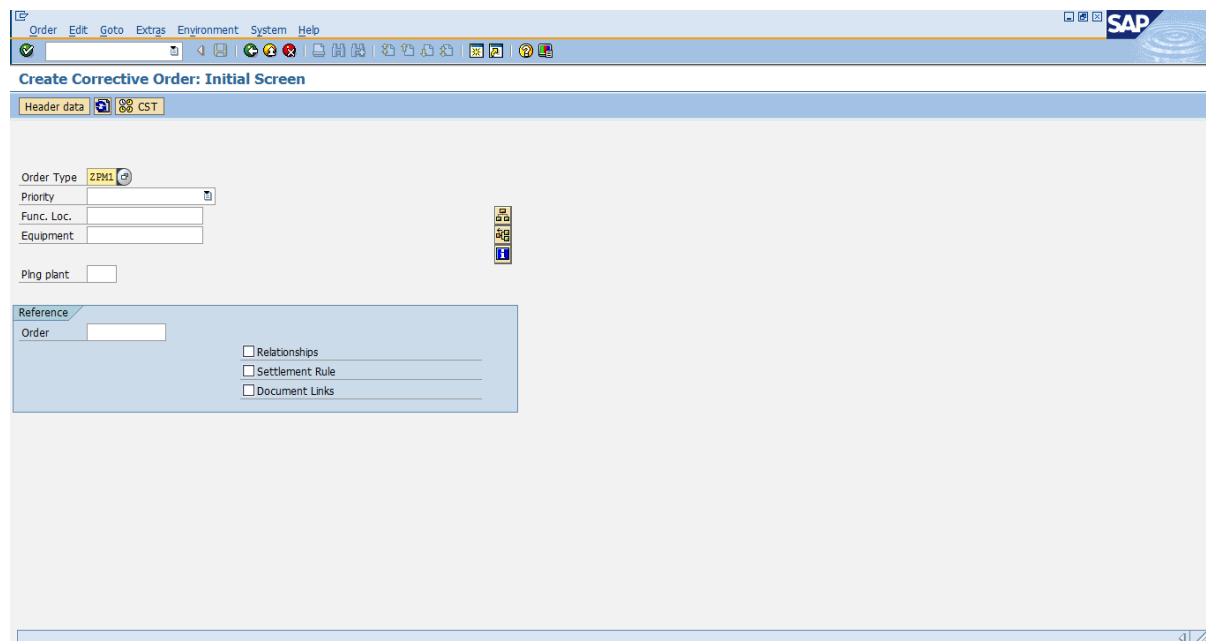 Order Edit Goto Extras Environment System Help
SAP
Create Corrective Order: Initial Screen
Header data CST
Order Type ZPM1
Priority
Func. Loc.
Equipment
Plng plant
Reference
Order
Relationships
Settlement Rule
Document Links